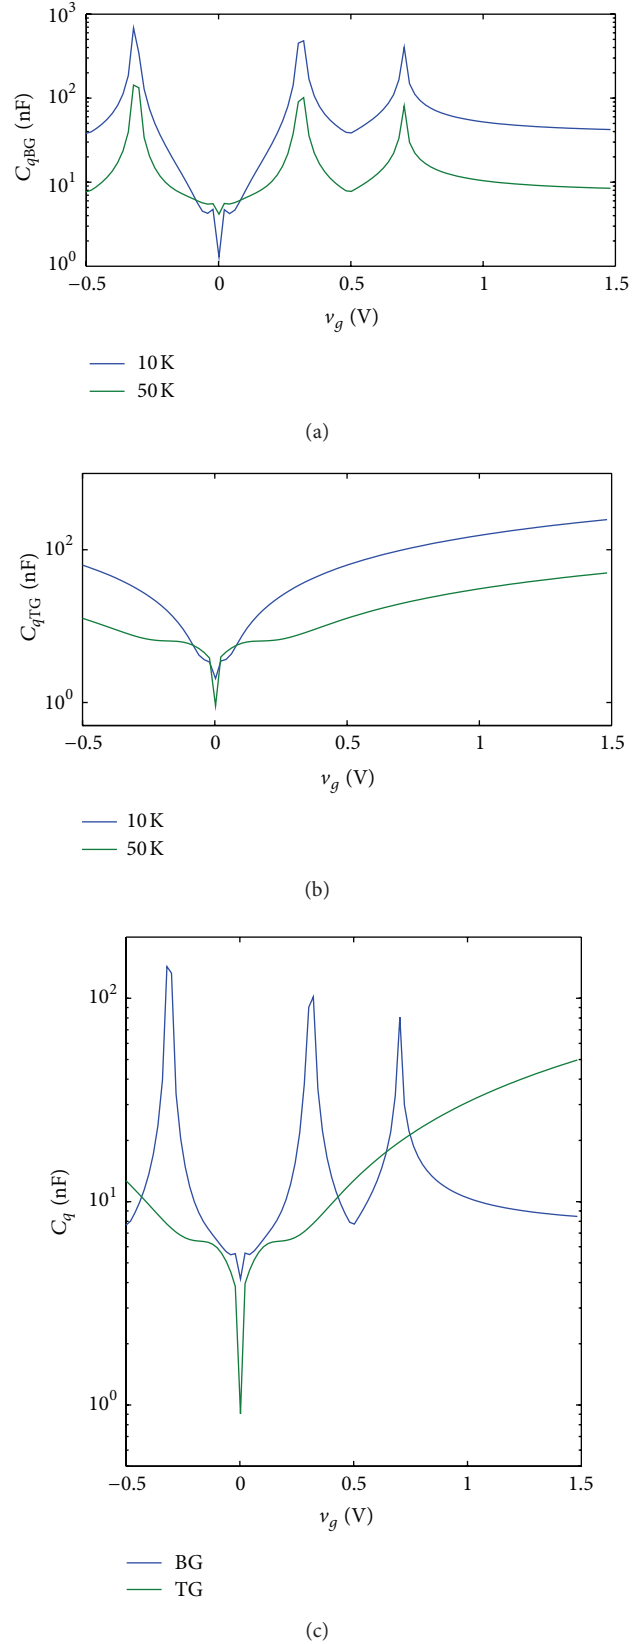 10³
10²
10¹
10⁰
C_qBG (nF)
−0.5 0 0.5 1 1.5
v_g (V)
10 K
50 K
(a)
10²
10⁰
C_qTG (nF)
−0.5 0 0.5 1 1.5
v_g (V)
10 K
50 K
(b)
10²
10¹
10⁰
C_q (nF)
−0.5 0 0.5 1 1.5
v_g (V)
BG
TG
(c)